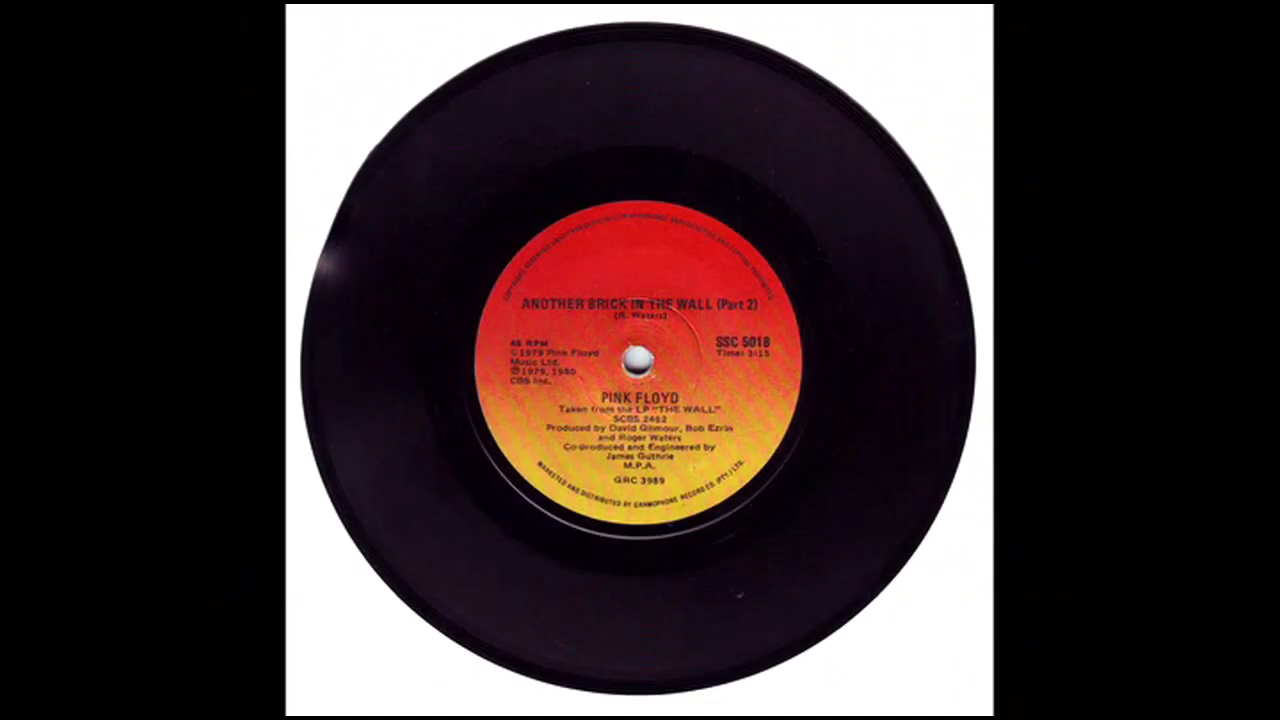 ANOTHER BRICK IN THE WALL (Part 2)
(R. Waters)
45 RPM
©1979 Pink Floyd
Music Ltd.
℗1979, 1980
CBS Inc.
SSC 5018
Time: 3:15
PINK FLOYD
Taken from the LP "THE WALL"
SCBS 2462
Produced by David Gilmour, Bob Ezrin
and Roger Waters
Co-produced and Engineered by
James Guthrie
M.P.A.
GRC 3989
MARKETED AND DISTRIBUTED BY GRAMOPHONE RECORD CO. (PTY.) LTD.